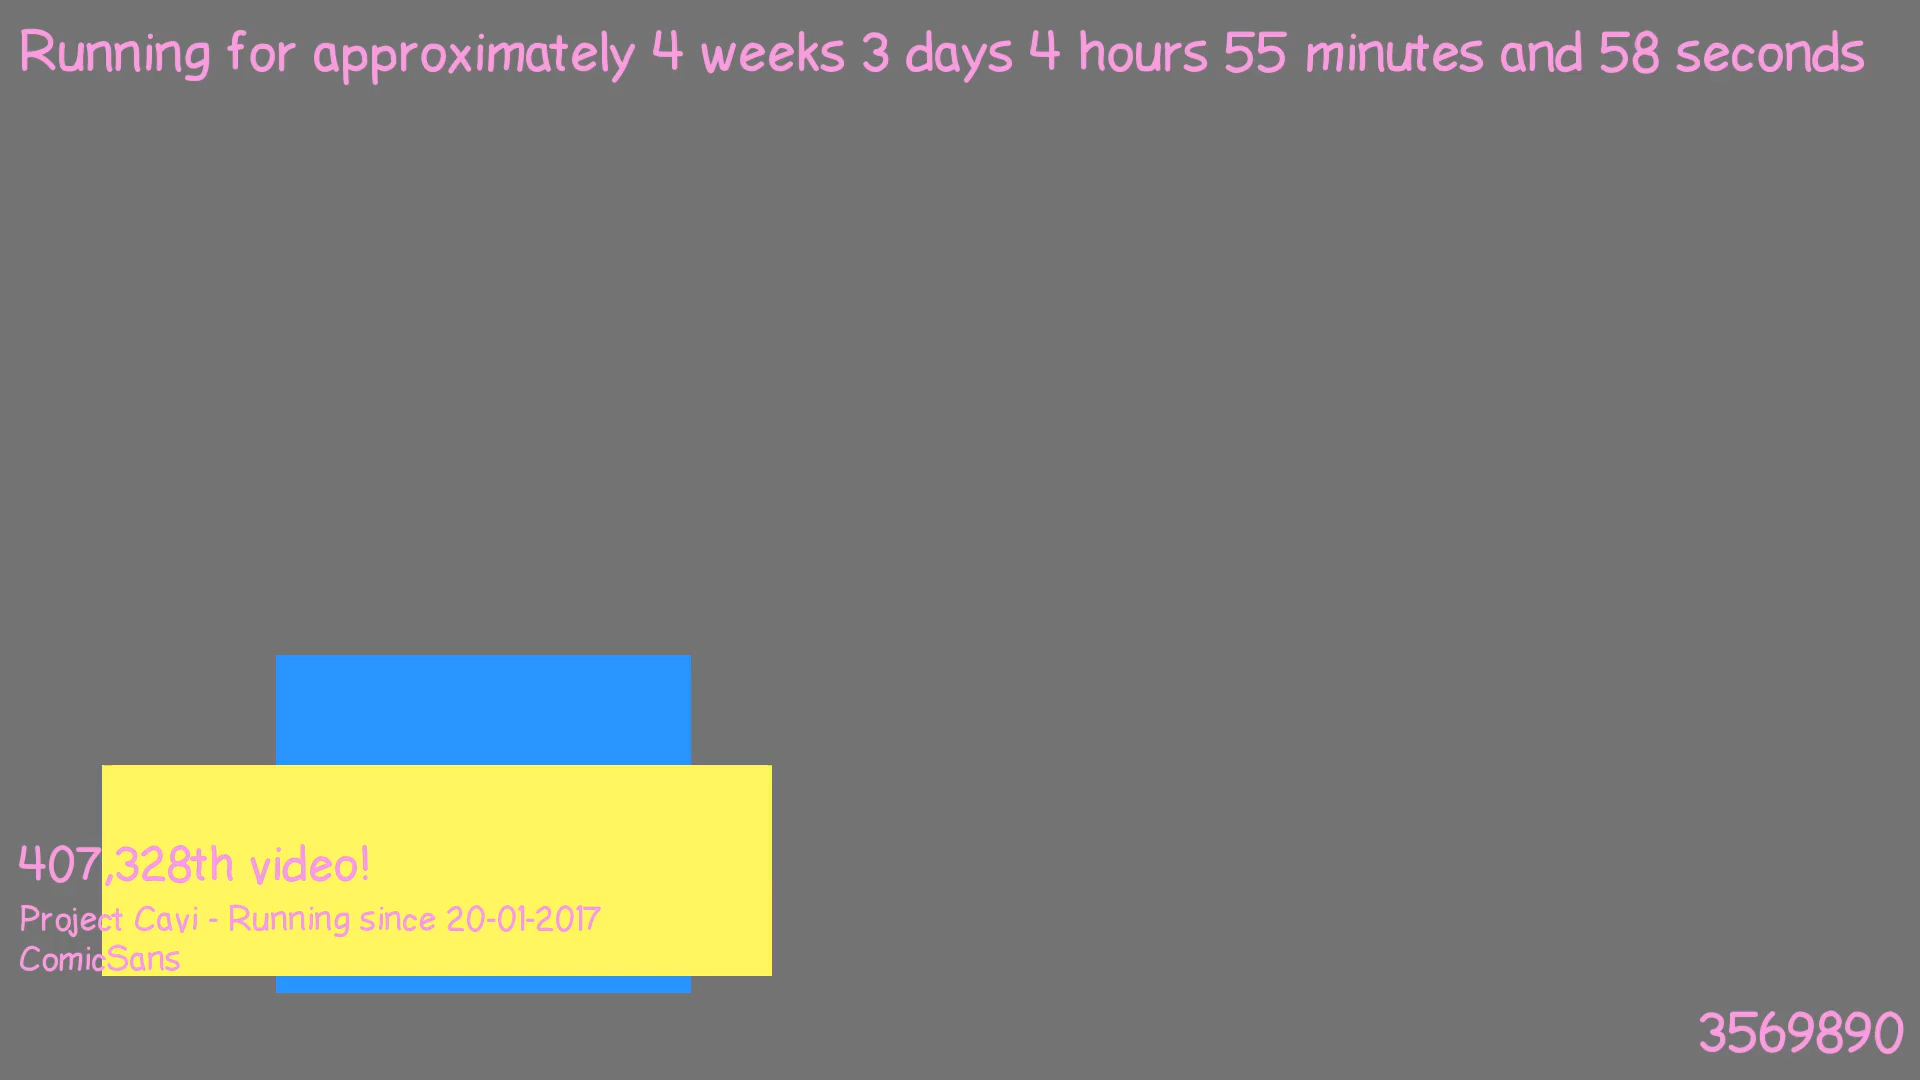 Running for approximately 4 weeks 3 days 4 hours 55 minutes and 58 seconds
407,328th video!
Project Cavi - Running since 20-01-2017
ComicSans
3569890